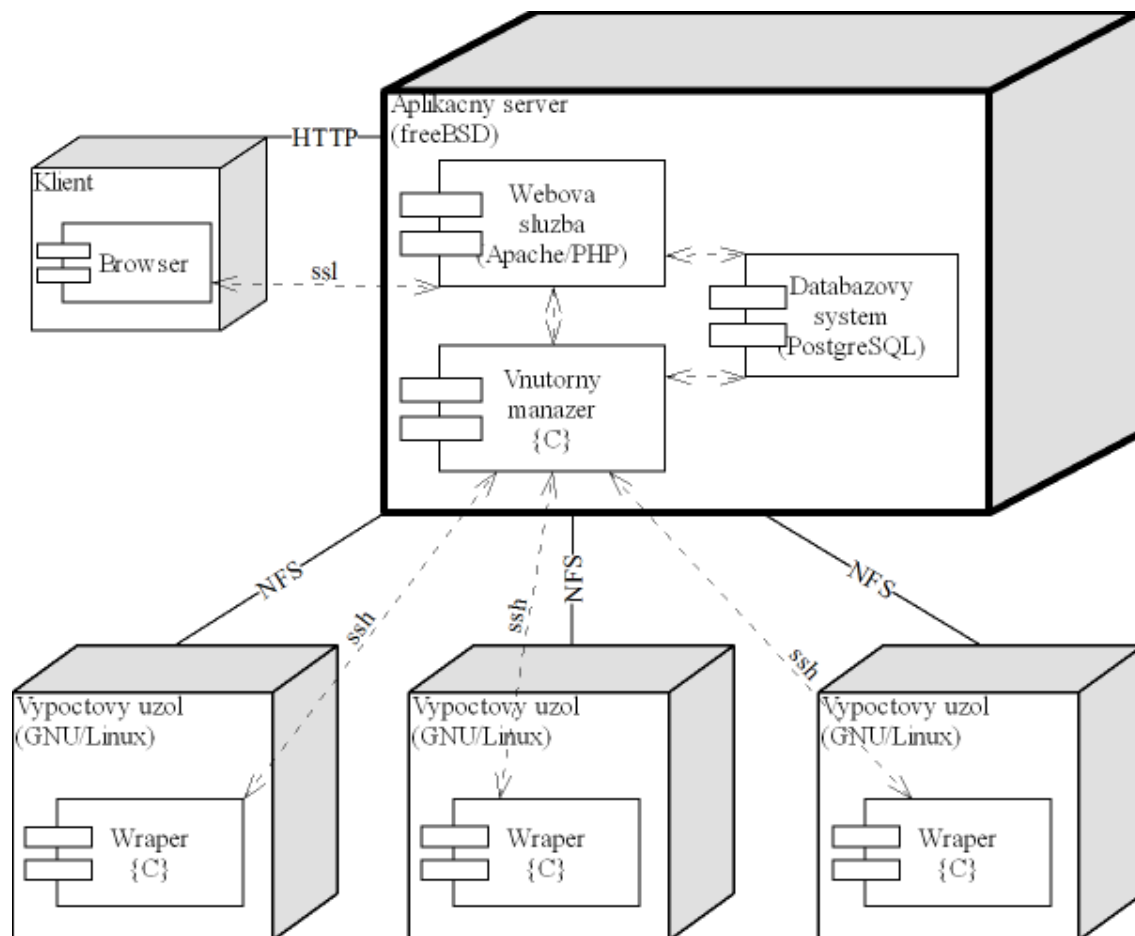 Aplikacny server
(freeBSD)
HTTP
Klient
Browser
ssl
Webova
sluzba
(Apache/PHP)
Databazovy
system
(PostgreSQL)
Vnutorny
manazer
{C}
NFS
ssh
ssh
NFS
ssh
NFS
Vypoctovy uzol
(GNU/Linux)
Wraper
{C}
Vypoctovy uzol
(GNU/Linux)
Wraper
{C}
Vypoctovy uzol
(GNU/Linux)
Wraper
{C}